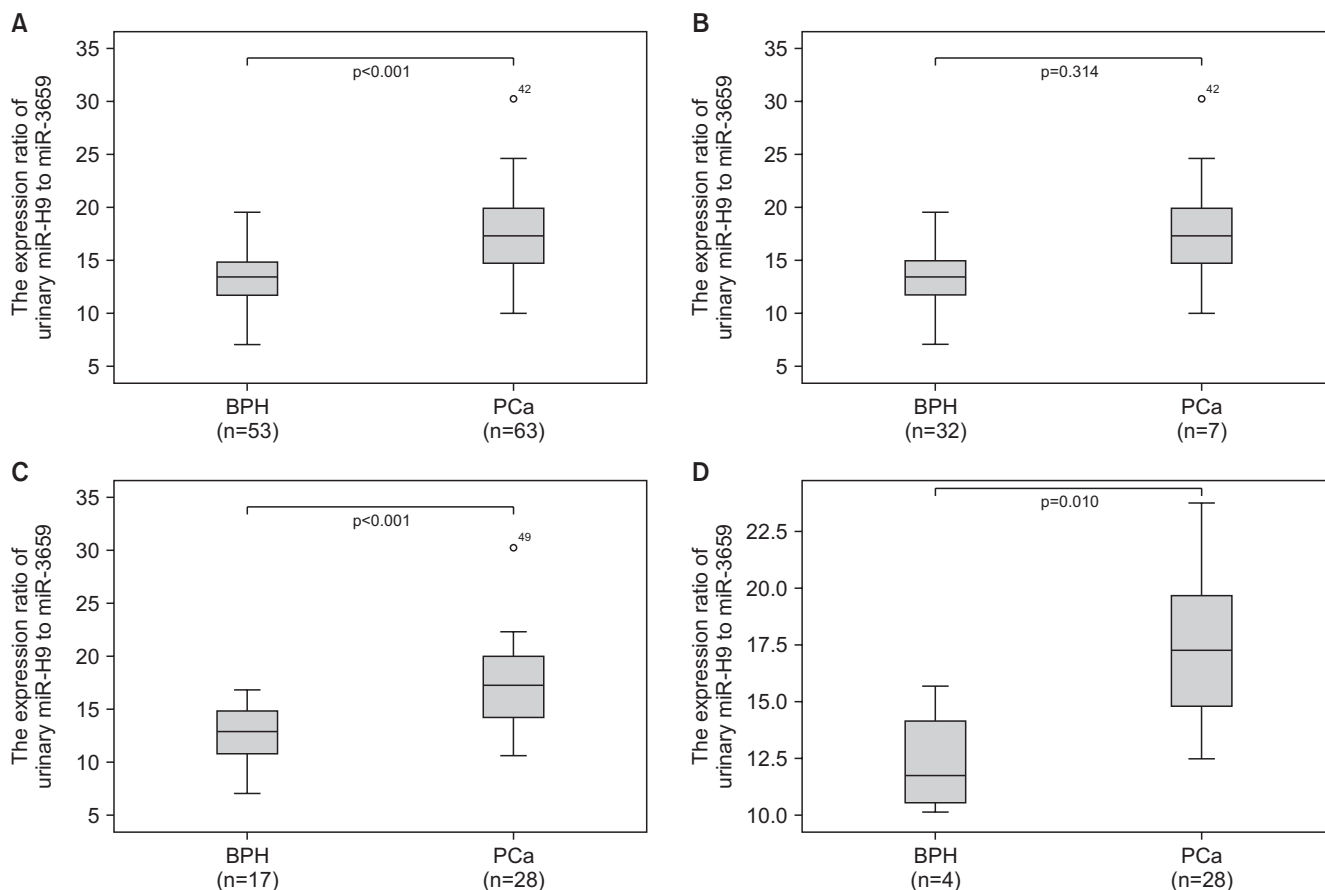 A
The expression ratio of
urinary miR-H9 to miR-3659
35
30
25
20
15
10
5
p<0.001
42
BPH
(n=53)
PCa
(n=63)
B
The expression ratio of
urinary miR-H9 to miR-3659
35
30
25
20
15
10
5
p=0.314
42
BPH
(n=32)
PCa
(n=7)
C
The expression ratio of
urinary miR-H9 to miR-3659
35
30
25
20
15
10
5
p<0.001
49
BPH
(n=17)
PCa
(n=28)
D
The expression ratio of
urinary miR-H9 to miR-3659
22.5
20.0
17.5
15.0
12.5
10.0
p=0.010
BPH
(n=4)
PCa
(n=28)